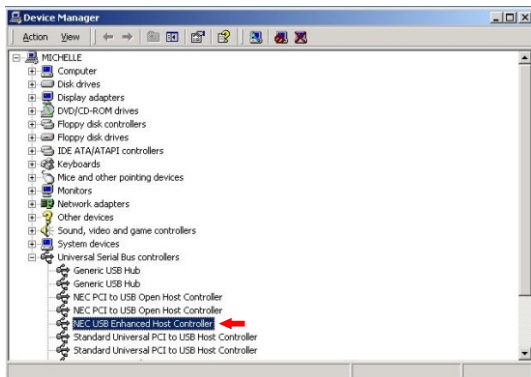 Device Manager
Action View
MICHELLE
Computer
Disk drives
Display adapters
DVD/CD-ROM drives
Floppy disk controllers
Floppy disk drives
IDE ATA/ATAPI controllers
Keyboards
Mice and other pointing devices
Monitors
Network adapters
Other devices
Sound, video and game controllers
System devices
Universal Serial Bus controllers
Generic USB Hub
Generic USB Hub
NEC PCI to USB Open Host Controller
NEC PCI to USB Open Host Controller
NEC USB Enhanced Host Controller
Standard Universal PCI to USB Host Controller
Standard Universal PCI to USB Host Controller